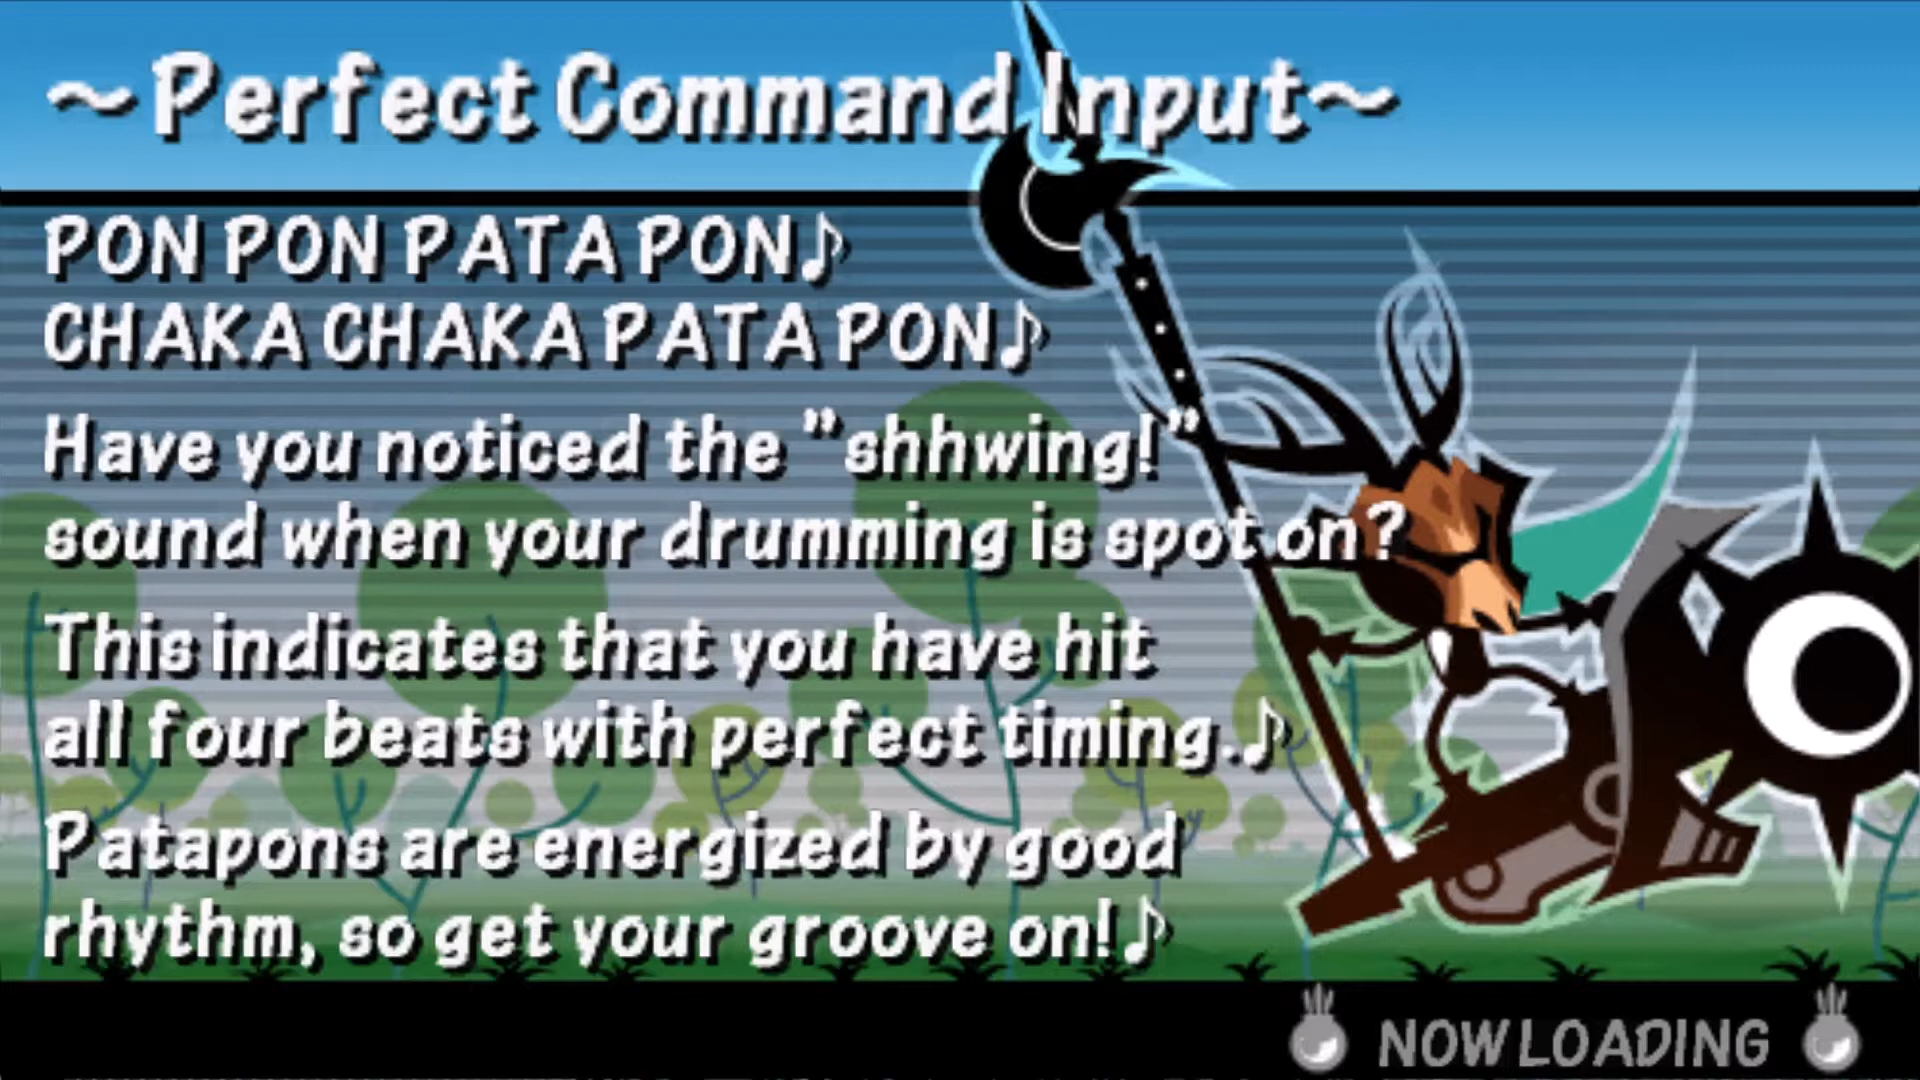 ～Perfect Command Input～
PON PON PATA PON♪
CHAKA CHAKA PATA PON♪
Have you noticed the "shhwing!"
sound when your drumming is spot on?
This indicates that you have hit
all four beats with perfect timing.♪
Patapons are energized by good
rhythm, so get your groove on!♪
NOW LOADING